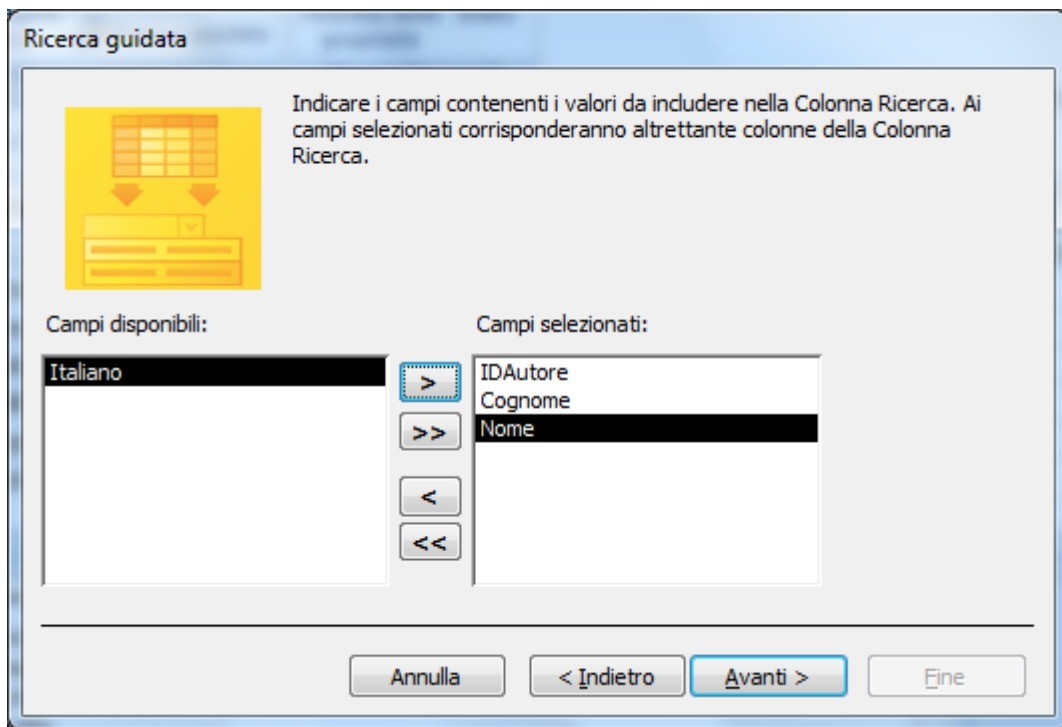 Ricerca guidata
Indicare i campi contenenti i valori da includere nella Colonna Ricerca. Ai
campi selezionati corrisponderanno altrettante colonne della Colonna
Ricerca.
Campi disponibili:
Campi selezionati:
Italiano
IDAutore
Cognome
Nome
>
>>
<
<<
Annulla
< Indietro
Avanti >
Fine